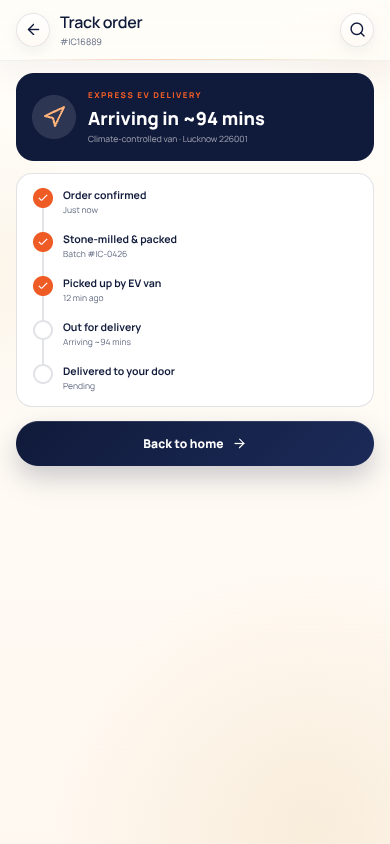 Track order
#IC16889
EXPRESS EV DELIVERY
Arriving in ~94 mins
Climate-controlled van · Lucknow 226001
Order confirmed
Just now
Stone-milled & packed
Batch #IC-0426
Picked up by EV van
12 min ago
Out for delivery
Arriving ~94 mins
Delivered to your door
Pending
Back to home